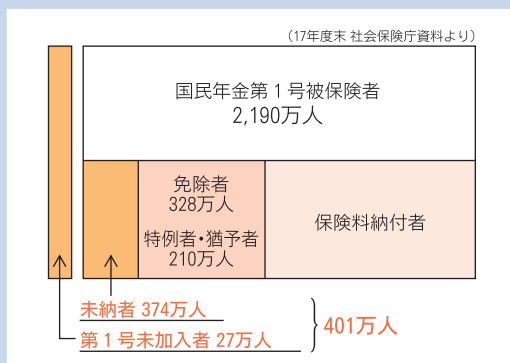 （17年度末 社会保険庁資料より）
国民年金第1号被保険者
2,190万人
免除者
328万人
特例者・猶予者
210万人
保険料納付者
未納者 374万人
第1号未加入者 27万人
401万人